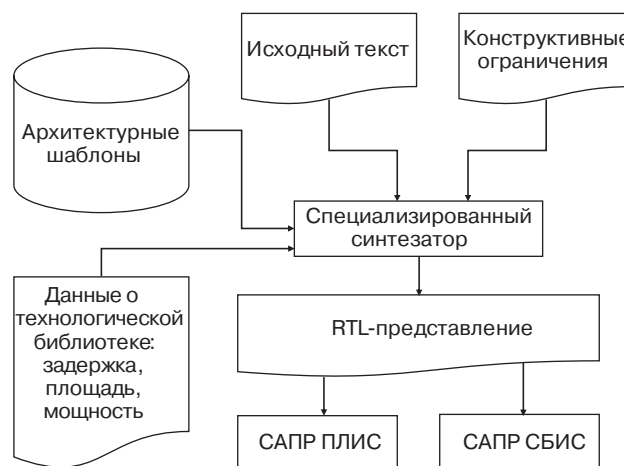 Исходный текст
Конструктивные
ограничения
Архитектурные
шаблоны
Специализированный
синтезатор
Данные о
технологической
библиотеке:
задержка,
площадь,
мощность
RTL-представление
САПР ПЛИС
САПР СБИС